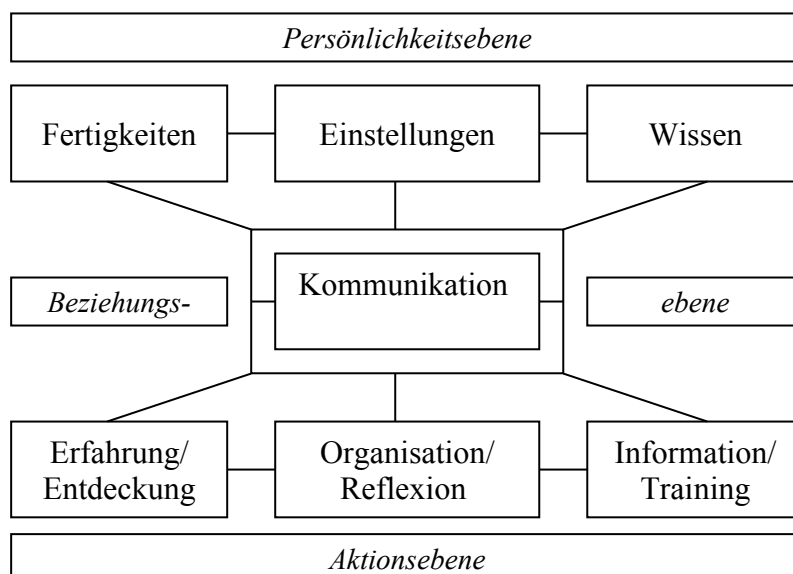 Persönlichkeitsebene
Fertigkeiten
Einstellungen
Wissen
Kommunikation
Beziehungs-
ebene
Erfahrung/
Entdeckung
Organisation/
Reflexion
Information/
Training
Aktionsebene